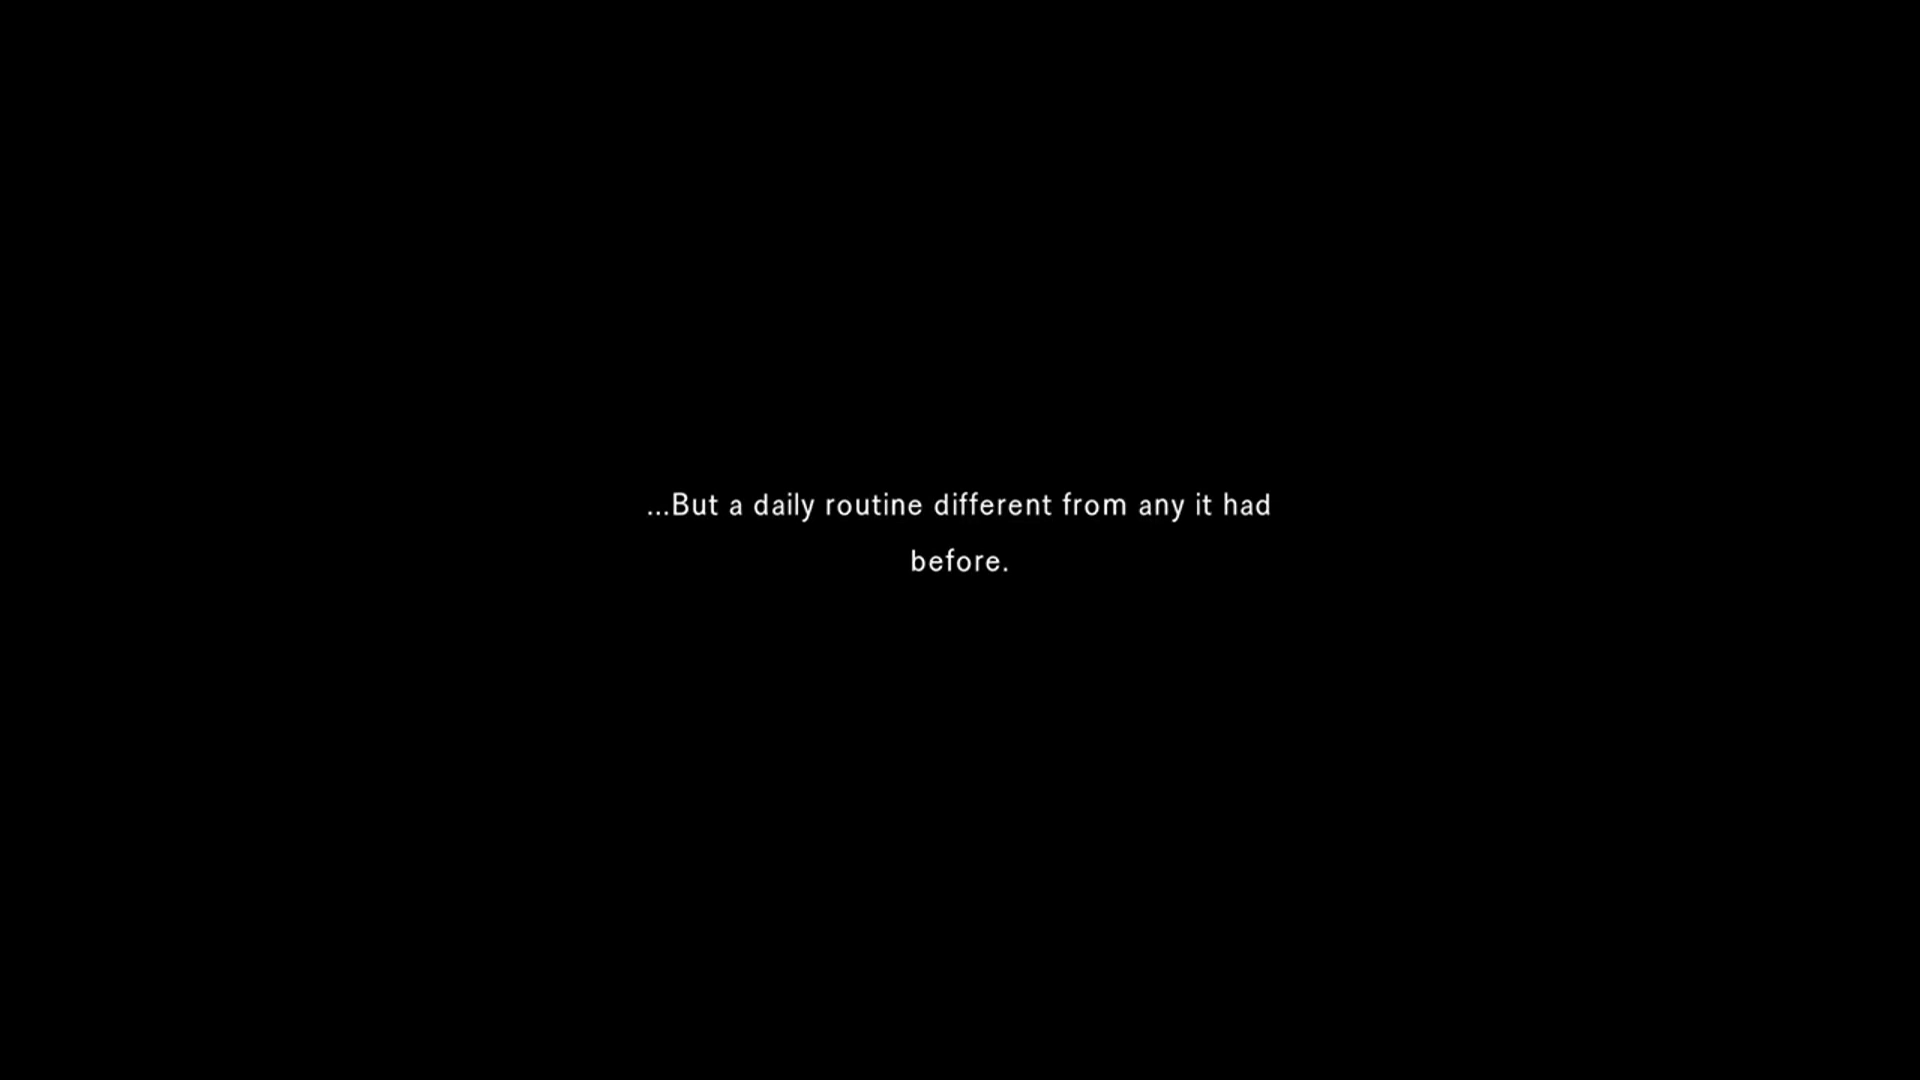 ...But a daily routine different from any it had
before.